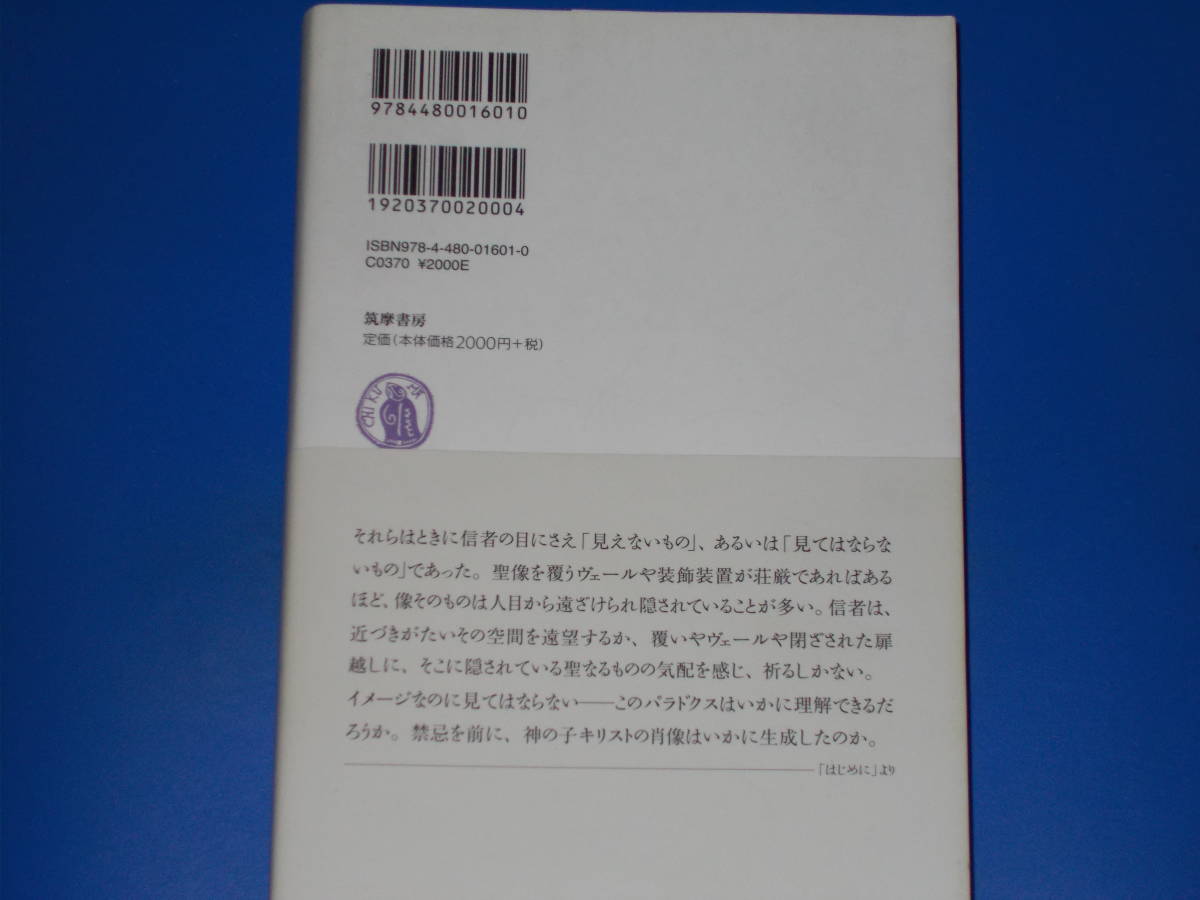 9784480016010
1920370020004
ISBN978-4-480-01601-0
C0370 ¥2000E
筑摩書房
定価(本体価格2000円+税)
CHIKUMA
それらはときに信者の目にさえ「見えないもの」、あるいは「見てはならな
いもの」であった。聖像を覆うヴェールや装飾装置が荘厳であればある
ほど、像そのものは人目から遠ざけられ隠されていることが多い。信者は、
近づきがたいその空間を遠望するか、覆いやヴェールや閉ざされた扉
越しに、そこに隠されている聖なるものの気配を感じ、祈るしかない。
イメージなのに見てはならない――このパラドクスはいかに理解できるだ
ろうか。禁忌を前に、神の子キリストの肖像はいかに生成したのか。
「はじめに」より